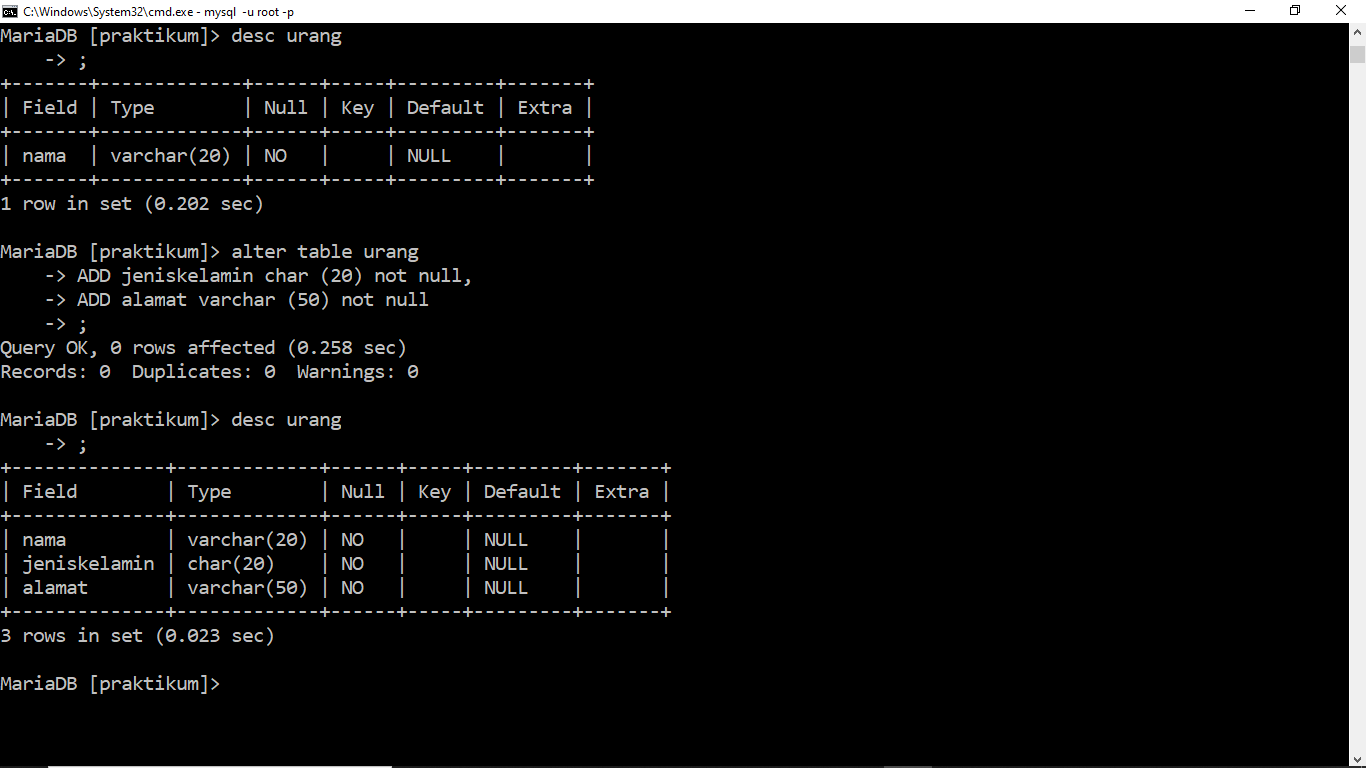 C:\Windows\System32\cmd.exe - mysql  -u root -p
MariaDB [praktikum]> desc urang
    -> ;
+-------+-------------+------+-----+---------+-------+
| Field | Type        | Null | Key | Default | Extra |
+-------+-------------+------+-----+---------+-------+
| nama  | varchar(20) | NO   |     | NULL    |       |
+-------+-------------+------+-----+---------+-------+
1 row in set (0.202 sec)

MariaDB [praktikum]> alter table urang
    -> ADD jeniskelamin char (20) not null,
    -> ADD alamat varchar (50) not null
    -> ;
Query OK, 0 rows affected (0.258 sec)
Records: 0  Duplicates: 0  Warnings: 0

MariaDB [praktikum]> desc urang
    -> ;
+--------------+-------------+------+-----+---------+-------+
| Field        | Type        | Null | Key | Default | Extra |
+--------------+-------------+------+-----+---------+-------+
| nama         | varchar(20) | NO   |     | NULL    |       |
| jeniskelamin | char(20)    | NO   |     | NULL    |       |
| alamat       | varchar(50) | NO   |     | NULL    |       |
+--------------+-------------+------+-----+---------+-------+
3 rows in set (0.023 sec)

MariaDB [praktikum]>